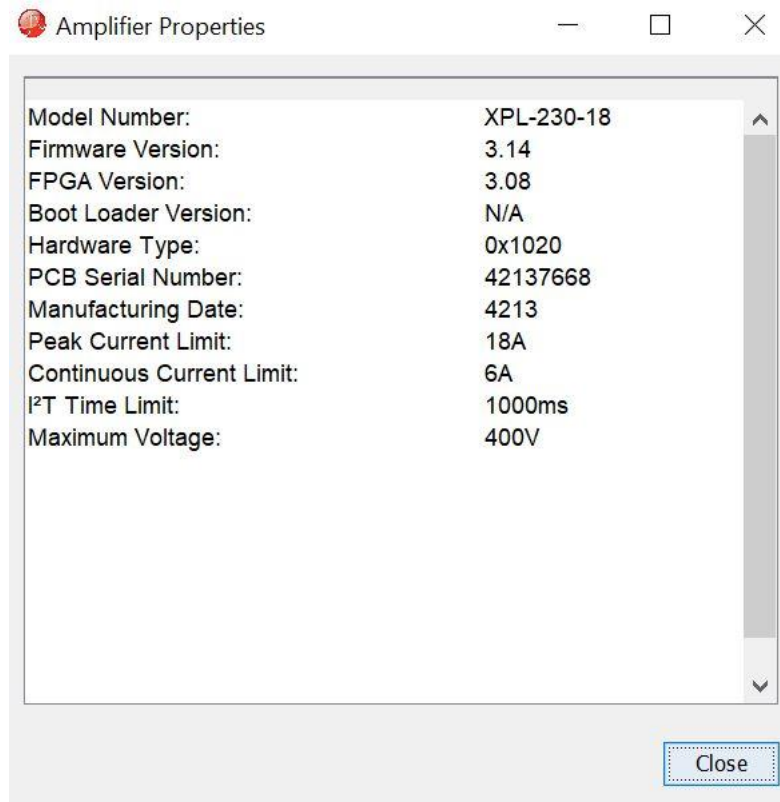 Amplifier Properties
Model Number: XPL-230-18
Firmware Version: 3.14
FPGA Version: 3.08
Boot Loader Version: N/A
Hardware Type: 0x1020
PCB Serial Number: 42137668
Manufacturing Date: 4213
Peak Current Limit: 18A
Continuous Current Limit: 6A
I²T Time Limit: 1000ms
Maximum Voltage: 400V
Close